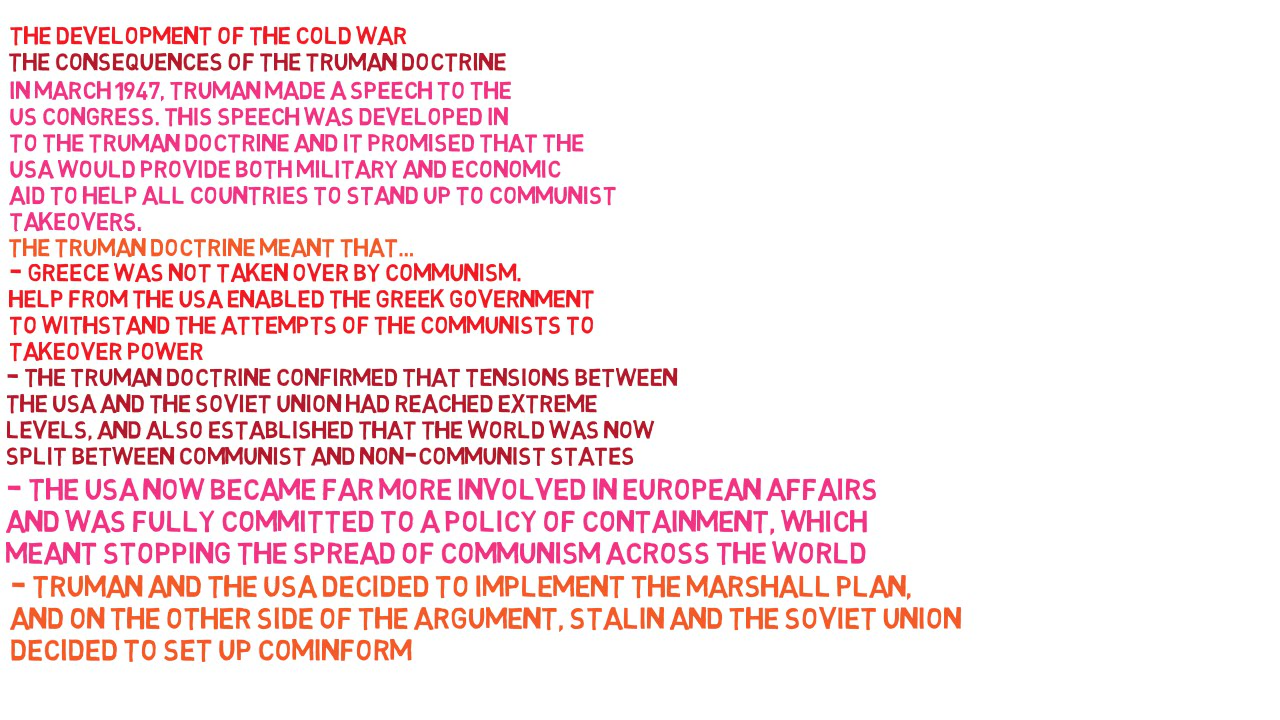 THE DEVELOPMENT OF THE COLD WAR
THE CONSEQUENCES OF THE TRUMAN DOCTRINE
IN MARCH 1947, TRUMAN MADE A SPEECH TO THE
US CONGRESS. THIS SPEECH WAS DEVELOPED IN
TO THE TRUMAN DOCTRINE AND IT PROMISED THAT THE
USA WOULD PROVIDE BOTH MILITARY AND ECONOMIC
AID TO HELP ALL COUNTRIES TO STAND UP TO COMMUNIST
TAKEOVERS.
THE TRUMAN DOCTRINE MEANT THAT...
- GREECE WAS NOT TAKEN OVER BY COMMUNISM.
HELP FROM THE USA ENABLED THE GREEK GOVERNMENT
TO WITHSTAND THE ATTEMPTS OF THE COMMUNISTS TO
TAKEOVER POWER
- THE TRUMAN DOCTRINE CONFIRMED THAT TENSIONS BETWEEN
THE USA AND THE SOVIET UNION HAD REACHED EXTREME
LEVELS, AND ALSO ESTABLISHED THAT THE WORLD WAS NOW
SPLIT BETWEEN COMMUNIST AND NON-COMMUNIST STATES
- THE USA NOW BECAME FAR MORE INVOLVED IN EUROPEAN AFFAIRS
AND WAS FULLY COMMITTED TO A POLICY OF CONTAINMENT, WHICH
MEANT STOPPING THE SPREAD OF COMMUNISM ACROSS THE WORLD
- TRUMAN AND THE USA DECIDED TO IMPLEMENT THE MARSHALL PLAN,
AND ON THE OTHER SIDE OF THE ARGUMENT, STALIN AND THE SOVIET UNION
DECIDED TO SET UP COMINFORM